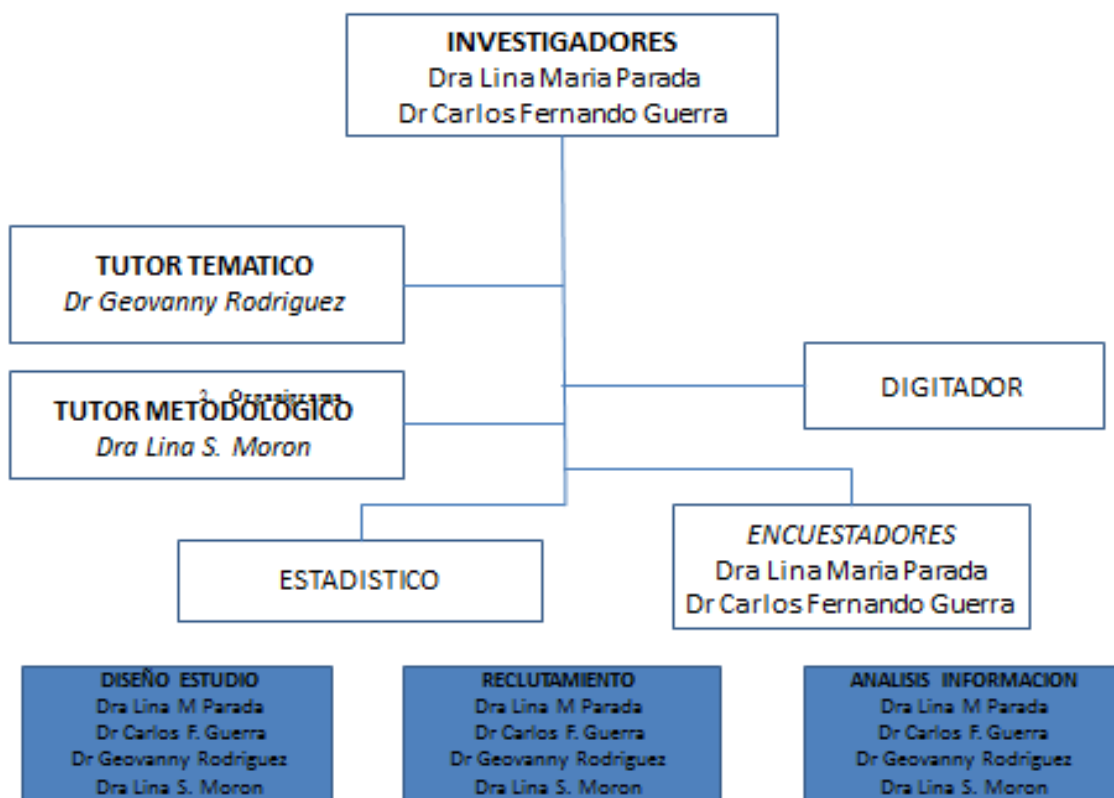 INVESTIGADORES
Dra Lina Maria Parada
Dr Carlos Fernando Guerra
TUTOR TEMATICO
Dr Geovanny Rodriguez
TUTOR METODOLOGICO
Dra Lina S. Moron
DIGITADOR
ESTADISTICO
ENCUESTADORES
Dra Lina Maria Parada
Dr Carlos Fernando Guerra
DISEÑO ESTUDIO
Dra Lina M Parada
Dr Carlos F. Guerra
Dr Geovanny Rodriguez
Dra Lina S. Moron
RECLUTAMIENTO
Dra Lina M Parada
Dr Carlos F. Guerra
Dr Geovanny Rodriguez
Dra Lina S. Moron
ANALISIS INFORMACION
Dra Lina M Parada
Dr Carlos F. Guerra
Dr Geovanny Rodriguez
Dra Lina S. Moron